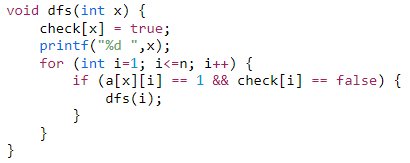 void dfs(int x) {
    check[x] = true;
    printf("%d ",x);
    for (int i=1; i<=n; i++) {
        if (a[x][i] == 1 && check[i] == false) {
            dfs(i);
        }
    }
}